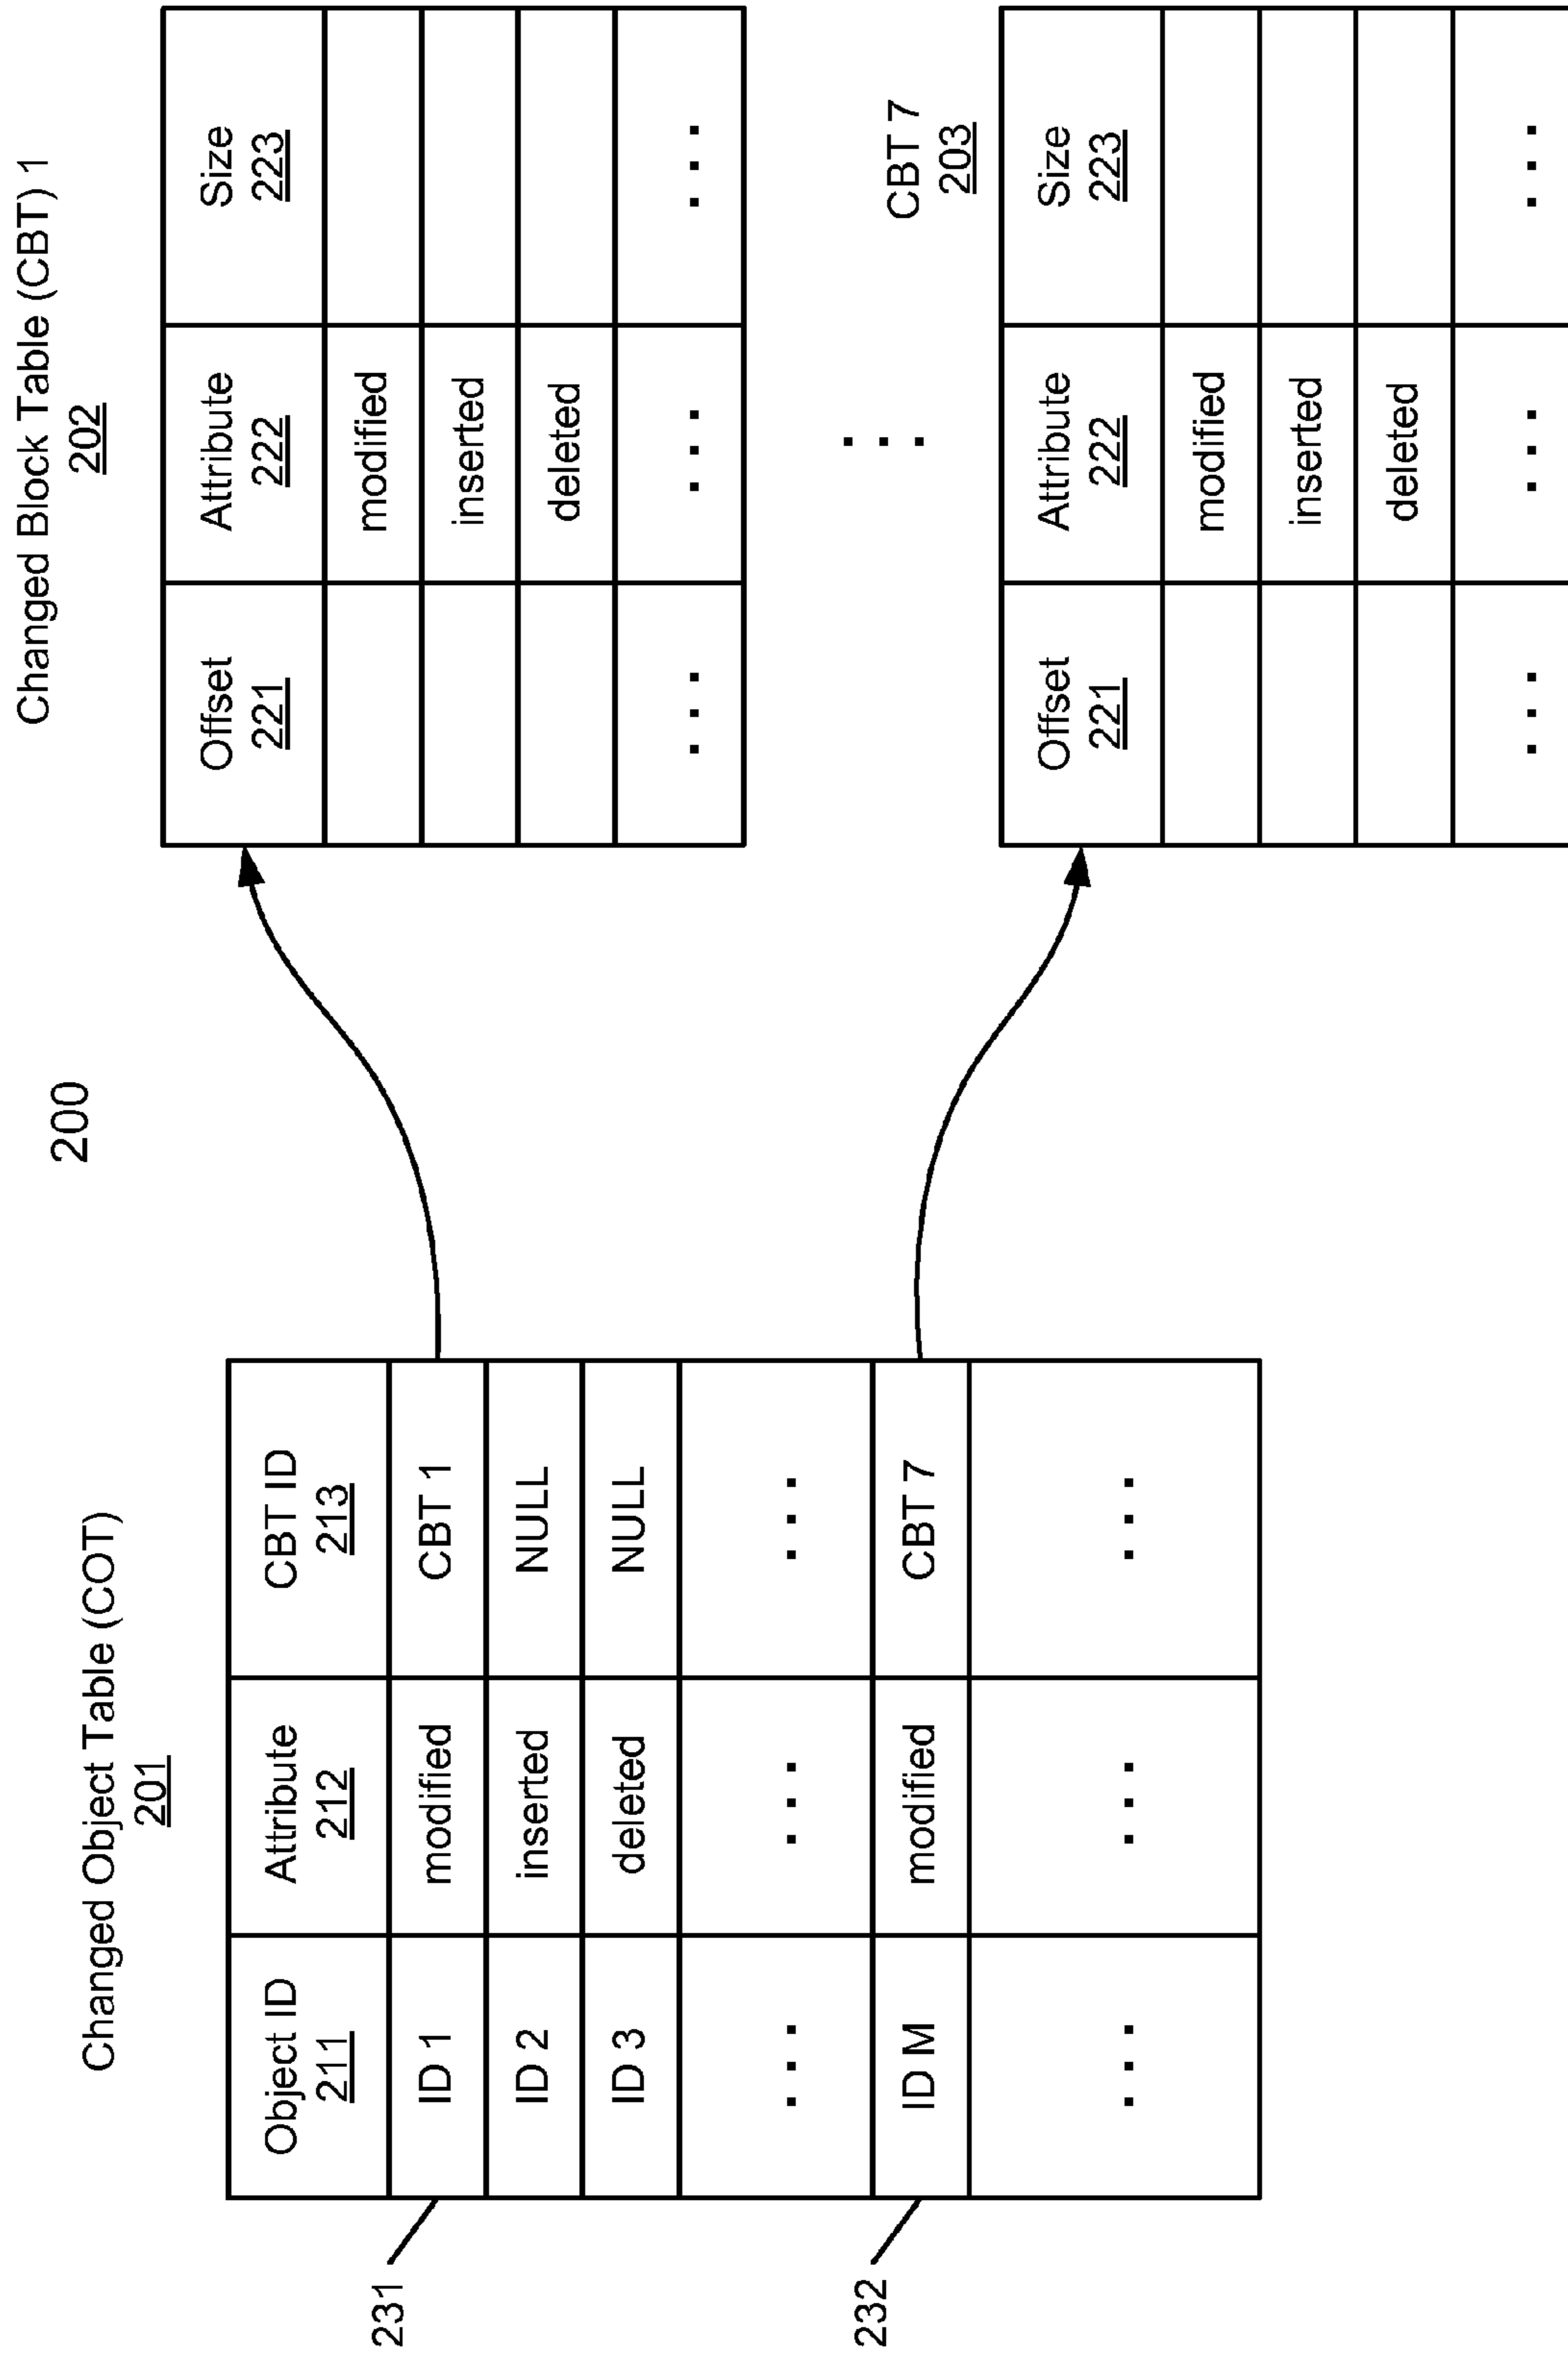 200
Changed Object Table (COT)
201
Object ID
211
Attribute
212
CBT ID
213
231
ID 1
modified
CBT 1
ID 2
inserted
NULL
ID 3
deleted
NULL
. . .
. . .
. . .
232
ID M
modified
CBT 7
. . .
. . .
. . .
Changed Block Table (CBT) 1
202
Offset
221
Attribute
222
Size
223
modified
inserted
deleted
. . .
. . .
. . .
. . .
CBT 7
203
Offset
221
Attribute
222
Size
223
modified
inserted
deleted
. . .
. . .
. . .